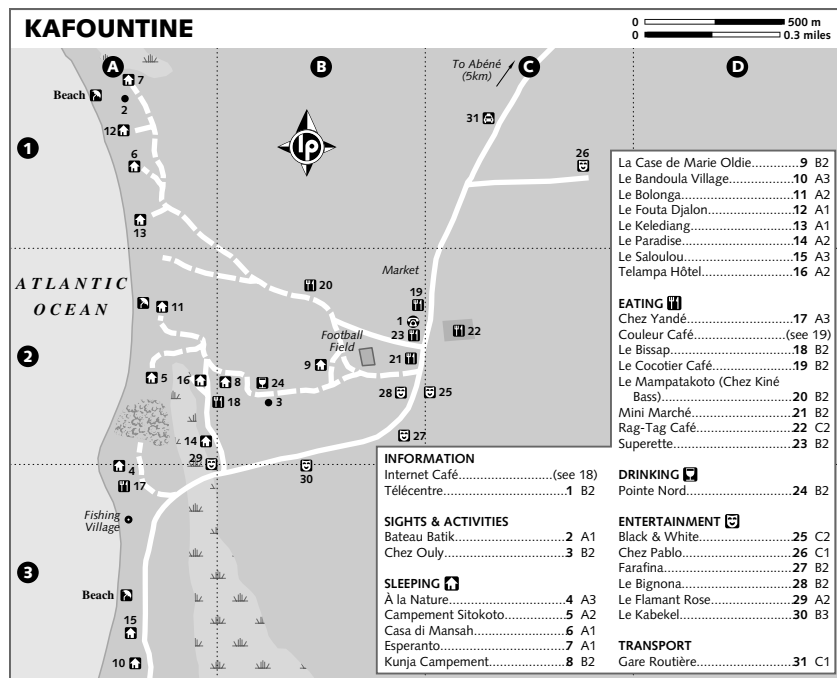 KAFOUNTINE
0 500 m
0 0.3 miles
A
B
C
D
To Abéné
(5km)
7
Beach
2
31
12
lp
26
1
6
13
Market
ATLANTIC
OCEAN
20
19
11
1
22
Football
Field
23
2
9
21
5
16
8
24
18
3
28
25
14
27
29
30
4
17
Fishing
Village
3
Beach
15
10
INFORMATION
Internet Café.......................(see 18)
Télécentre...............................1 B2
SIGHTS & ACTIVITIES
Bateau Batik............................2 A1
Chez Ouly................................3 B2
SLEEPING
À la Nature..............................4 A3
Campement Sitokoto..............5 A2
Casa di Mansah.......................6 A1
Esperanto.................................7 A1
Kunja Campement...................8 B2
La Case de Marie Oldie............9 B2
Le Bandoula Village...............10 A3
Le Bolonga.............................11 A2
Le Fouta Djalon......................12 A1
Le Kelediang...........................13 A1
Le Paradise.............................14 A2
Le Saloulou.............................15 A3
Telampa Hôtel........................16 A2
EATING
Chez Yandé............................17 A3
Couleur Café......................(see 19)
Le Bissap.................................18 B2
Le Cocotier Café.....................19 B2
Le Mampatakoto (Chez Kiné
Bass)....................................20 B2
Mini Marché...........................21 B2
Rag-Tag Café..........................22 C2
Superette................................23 B2
DRINKING
Pointe Nord............................24 B2
ENTERTAINMENT
Black & White.........................25 C2
Chez Pablo..............................26 C1
Farafina...................................27 B2
Le Bignona..............................28 B2
Le Flamant Rose.....................29 A2
Le Kabekel..............................30 B3
TRANSPORT
Gare Routière.........................31 C1